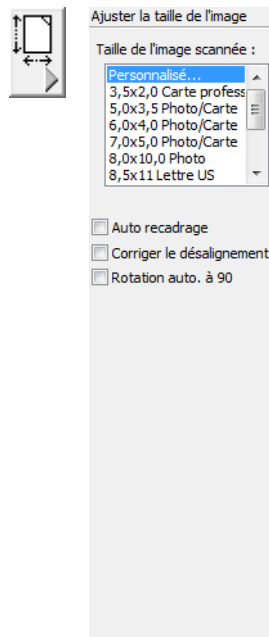 Ajuster la taille de l'image
Taille de l'image scannée :
Personnalisé...
3,5x2,0 Carte profess
5,0x3,5 Photo/Carte
6,0x4,0 Photo/Carte
7,0x5,0 Photo/Carte
8,0x10,0 Photo
8,5x11 Lettre US
Auto recadrage
Corriger le désalignement
Rotation auto. à 90